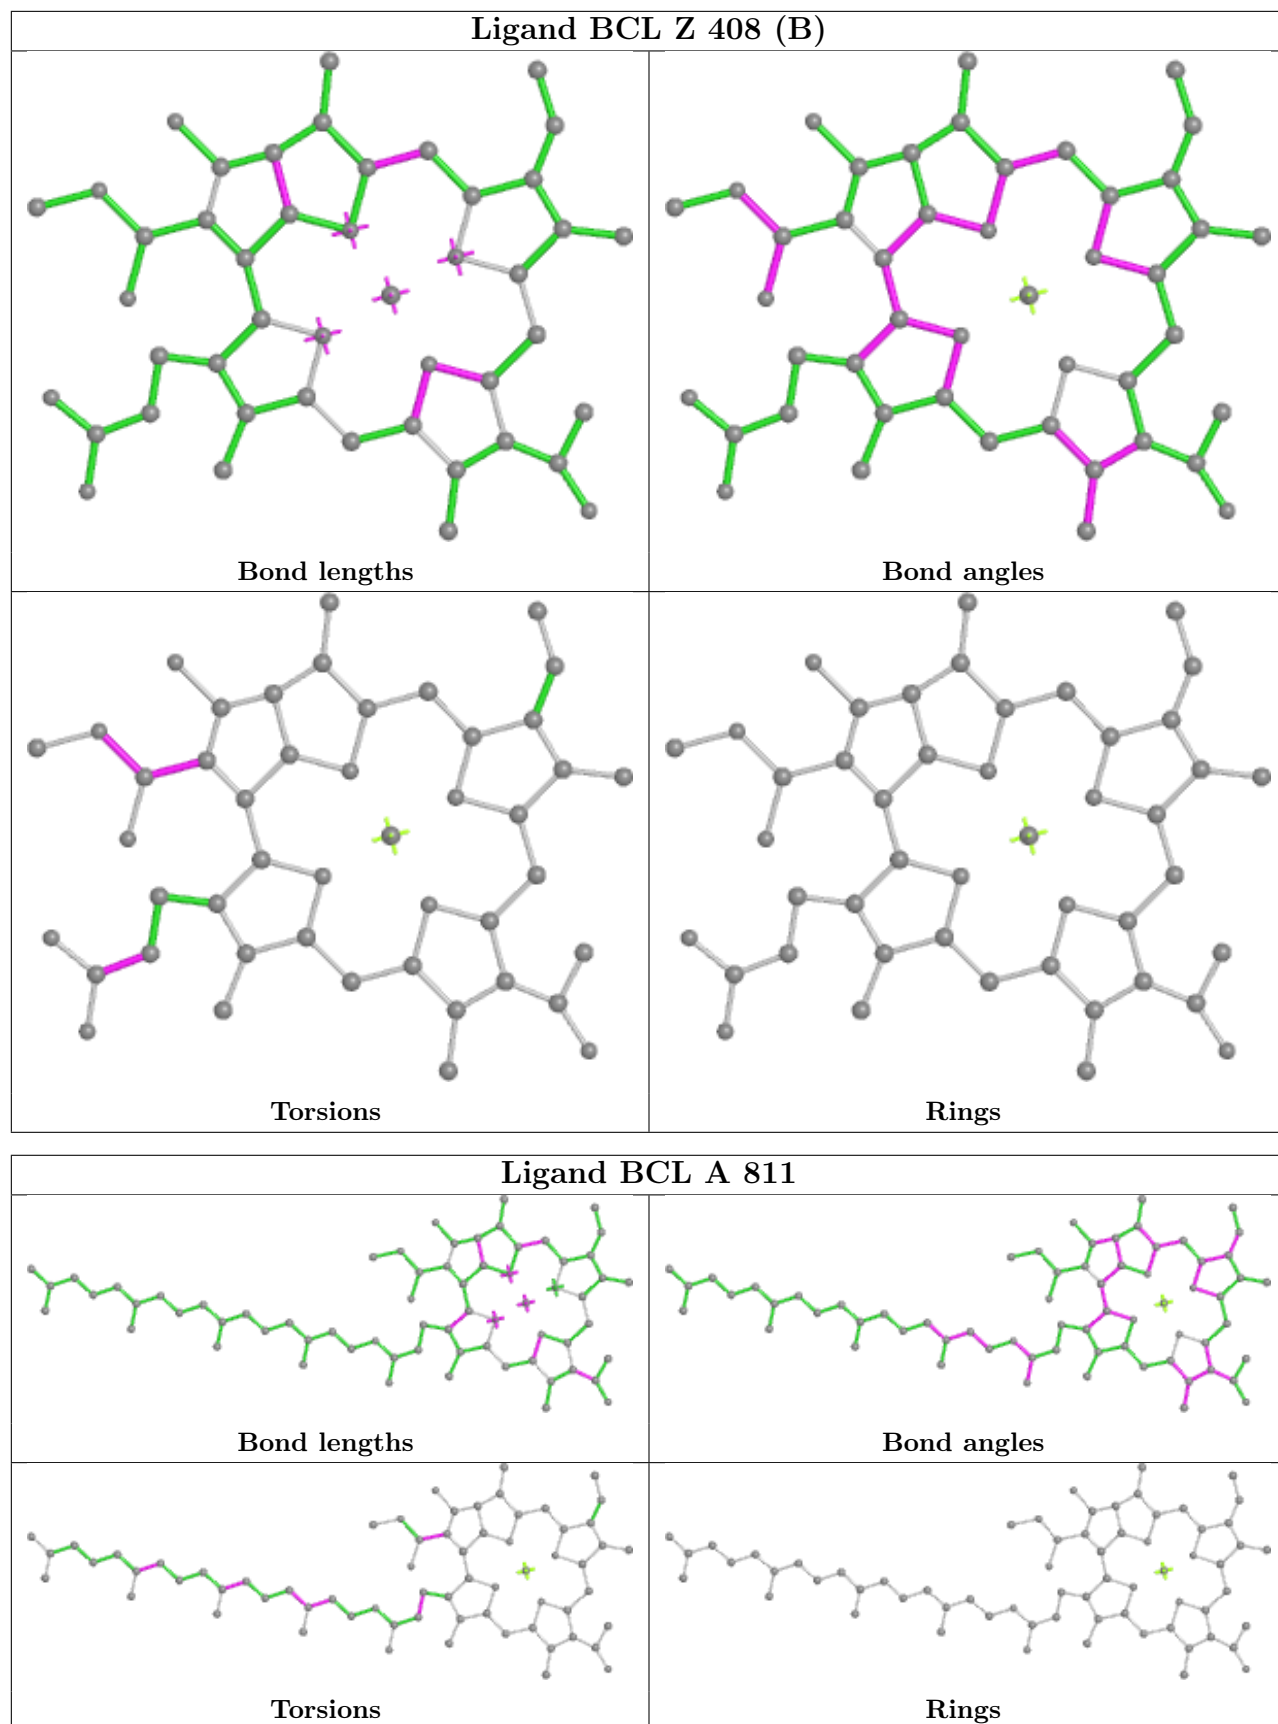 Ligand BCL Z 408 (B)
Bond lengths
Bond angles
Torsions
Rings
Ligand BCL A 811
Bond lengths
Bond angles
Torsions
Rings